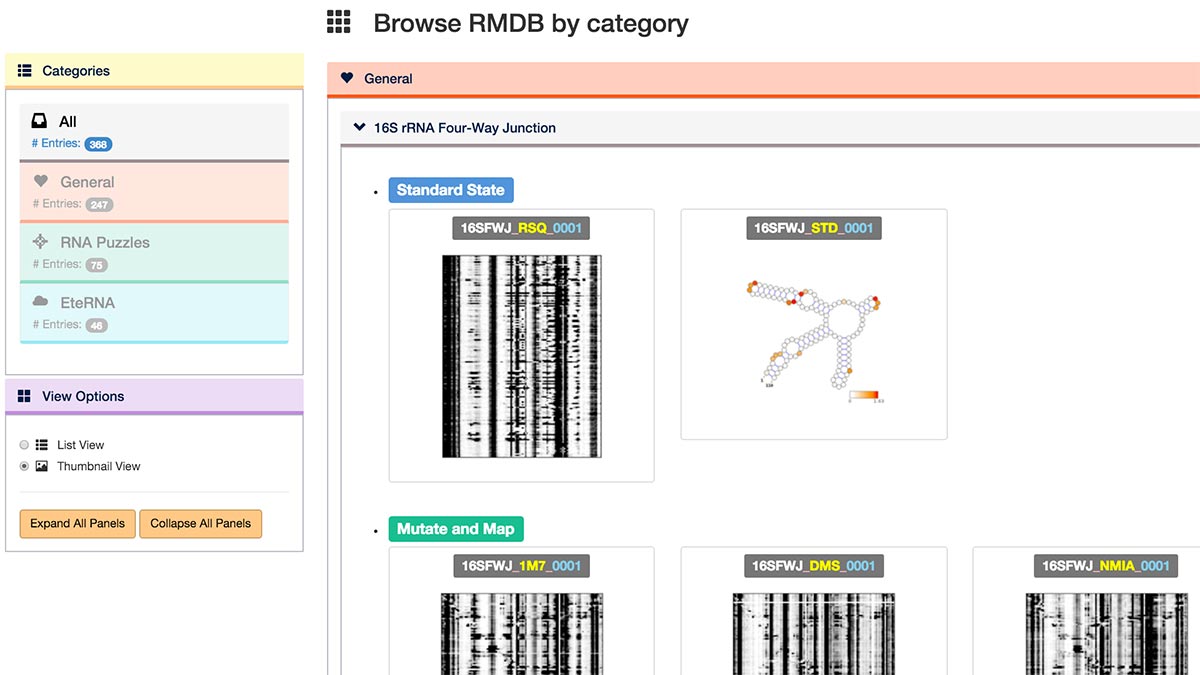 Browse RMDB by category
Categories
All
# Entries: 368
General
# Entries: 247
RNA Puzzles
# Entries: 75
EteRNA
# Entries: 46
View Options
List View
Thumbnail View
Expand All Panels Collapse All Panels
General
16S rRNA Four-Way Junction
Standard State
16SFWJ_RSQ_0001 16SFWJ_STD_0001
Mutate and Map
16SFWJ_1M7_0001 16SFWJ_DMS_0001 16SFWJ_NMIA_0001